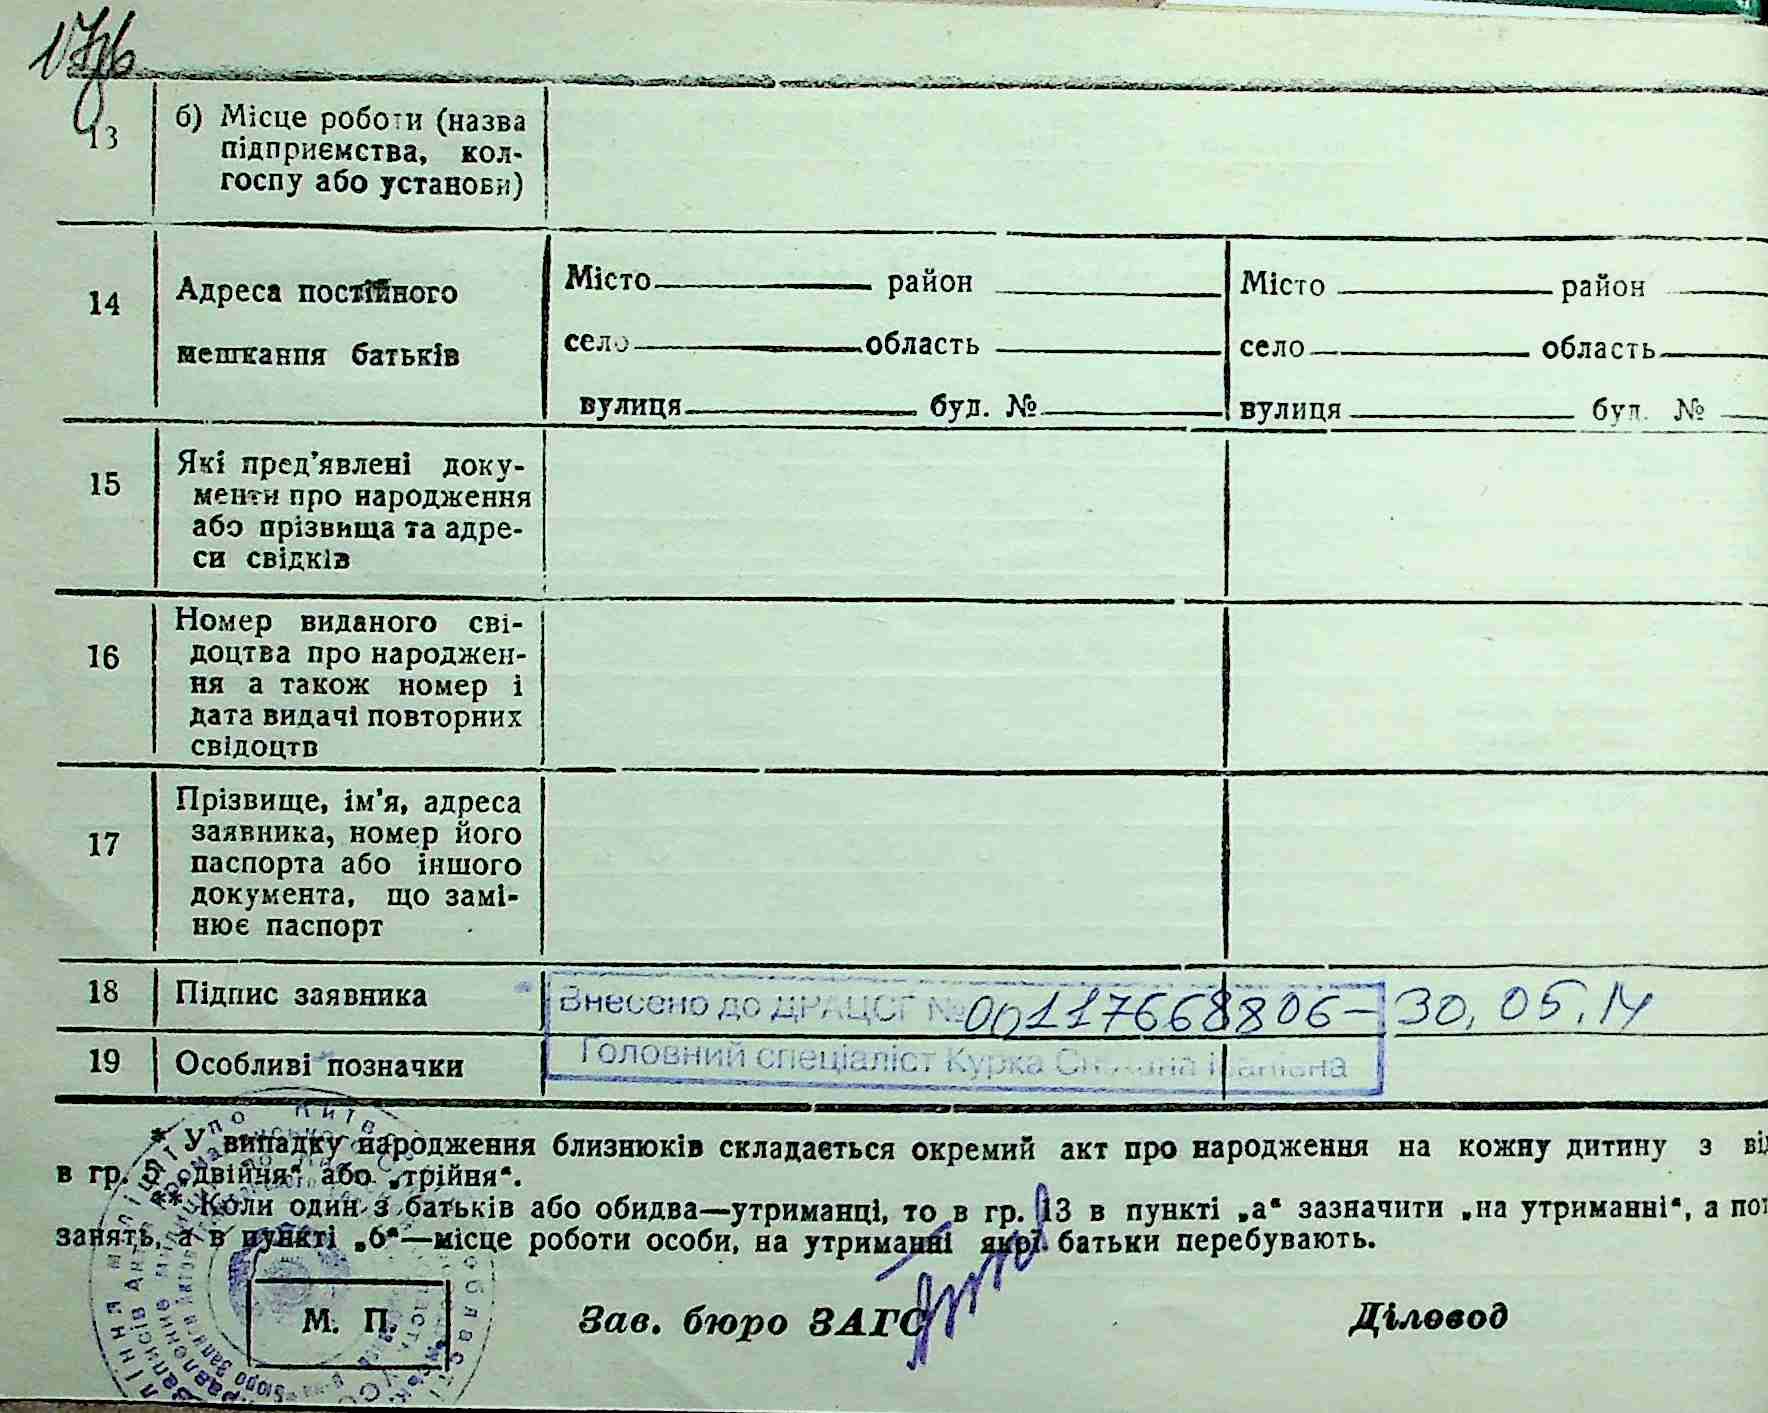 13 б) Місце роботи (назва
підприємства, кол-
госпу або установи)
14 Адреса постійного
мешкання батьків
Місто район
село область
вулиця буд. №
Місто район
село область
вулиця буд. №
15 Які пред'явлені доку-
менти про народження
або прізвища та адре-
си свідків
16 Номер виданого сві-
доцтва про народжен-
ня а також номер і
дата видачі повторних
свідоцтв
17 Прізвище, ім'я, адреса
заявника, номер його
паспорта або іншого
документа, що замі-
нює паспорт
18 Підпис заявника
Внесено до ДРАЦСГ № 00117668806 – 30.05.14
19 Особливі позначки
Головний спеціаліст Курка Іванівна
* У випадку народження близнюків складається окремий акт про народження на кожну дитину з
в гр. 5 „двійня“ або „трійня“.
** Коли один з батьків або обидва—утриманці, то в гр. 13 в пункті „а“ зазначити „на утриманні“, а
занять, а в пункті „б“—місце роботи особи, на утриманні якої батьки перебувають.
М. П.
Зав. бюро ЗАГС
Діловод